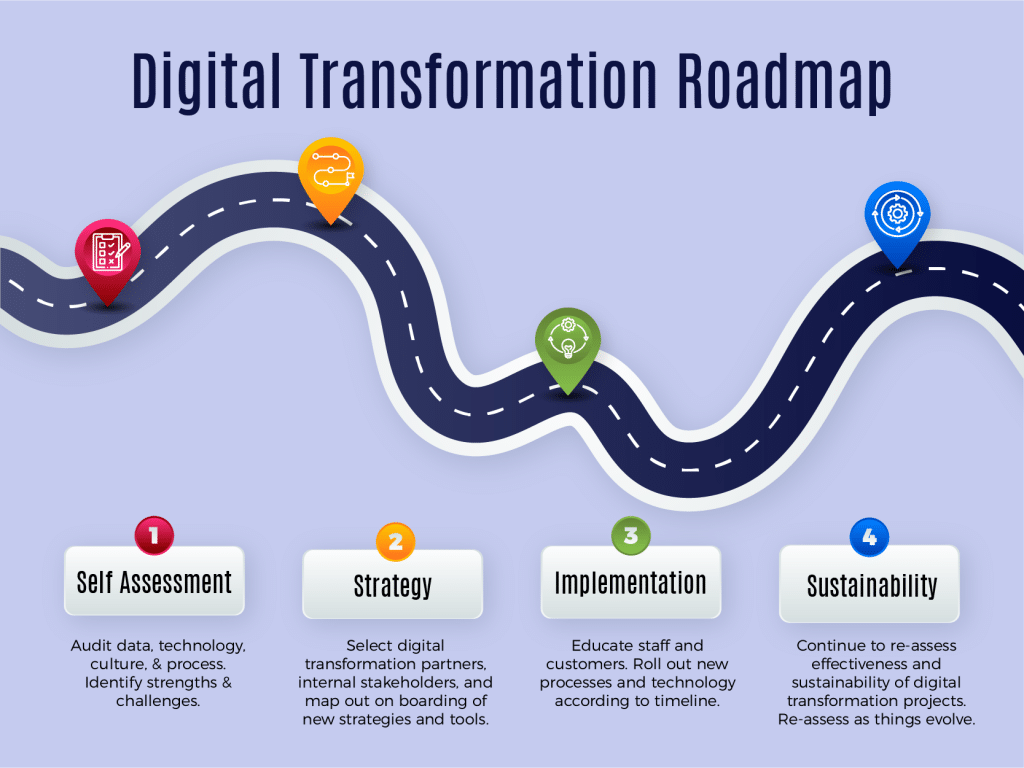 Digital Transformation Roadmap
1
Self Assessment
Audit data, technology,
culture, & process.
Identify strengths &
challenges.
2
Strategy
Select digital
transformation partners,
internal stakeholders, and
map out on boarding of
new strategies and tools.
3
Implementation
Educate staff and
customers. Roll out new
processes and technology
according to timeline.
4
Sustainability
Continue to re-assess
effectiveness and
sustainability of digital
transformation projects.
Re-assess as things evolve.